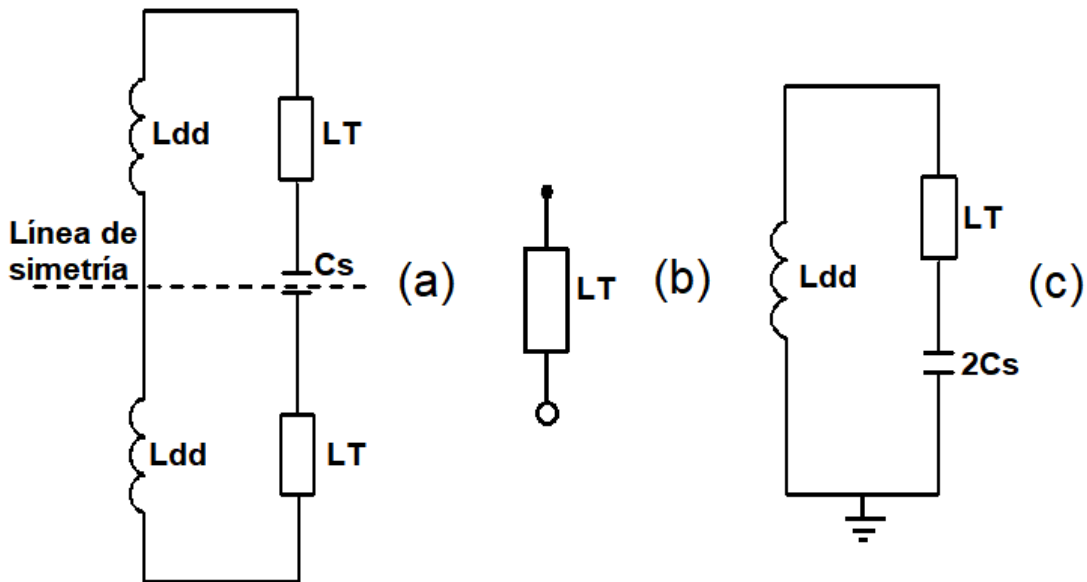 Ldd
LT
Línea de
simetría
Cs
(a)
Ldd
LT
LT
(b)
Ldd
LT
2Cs
(c)